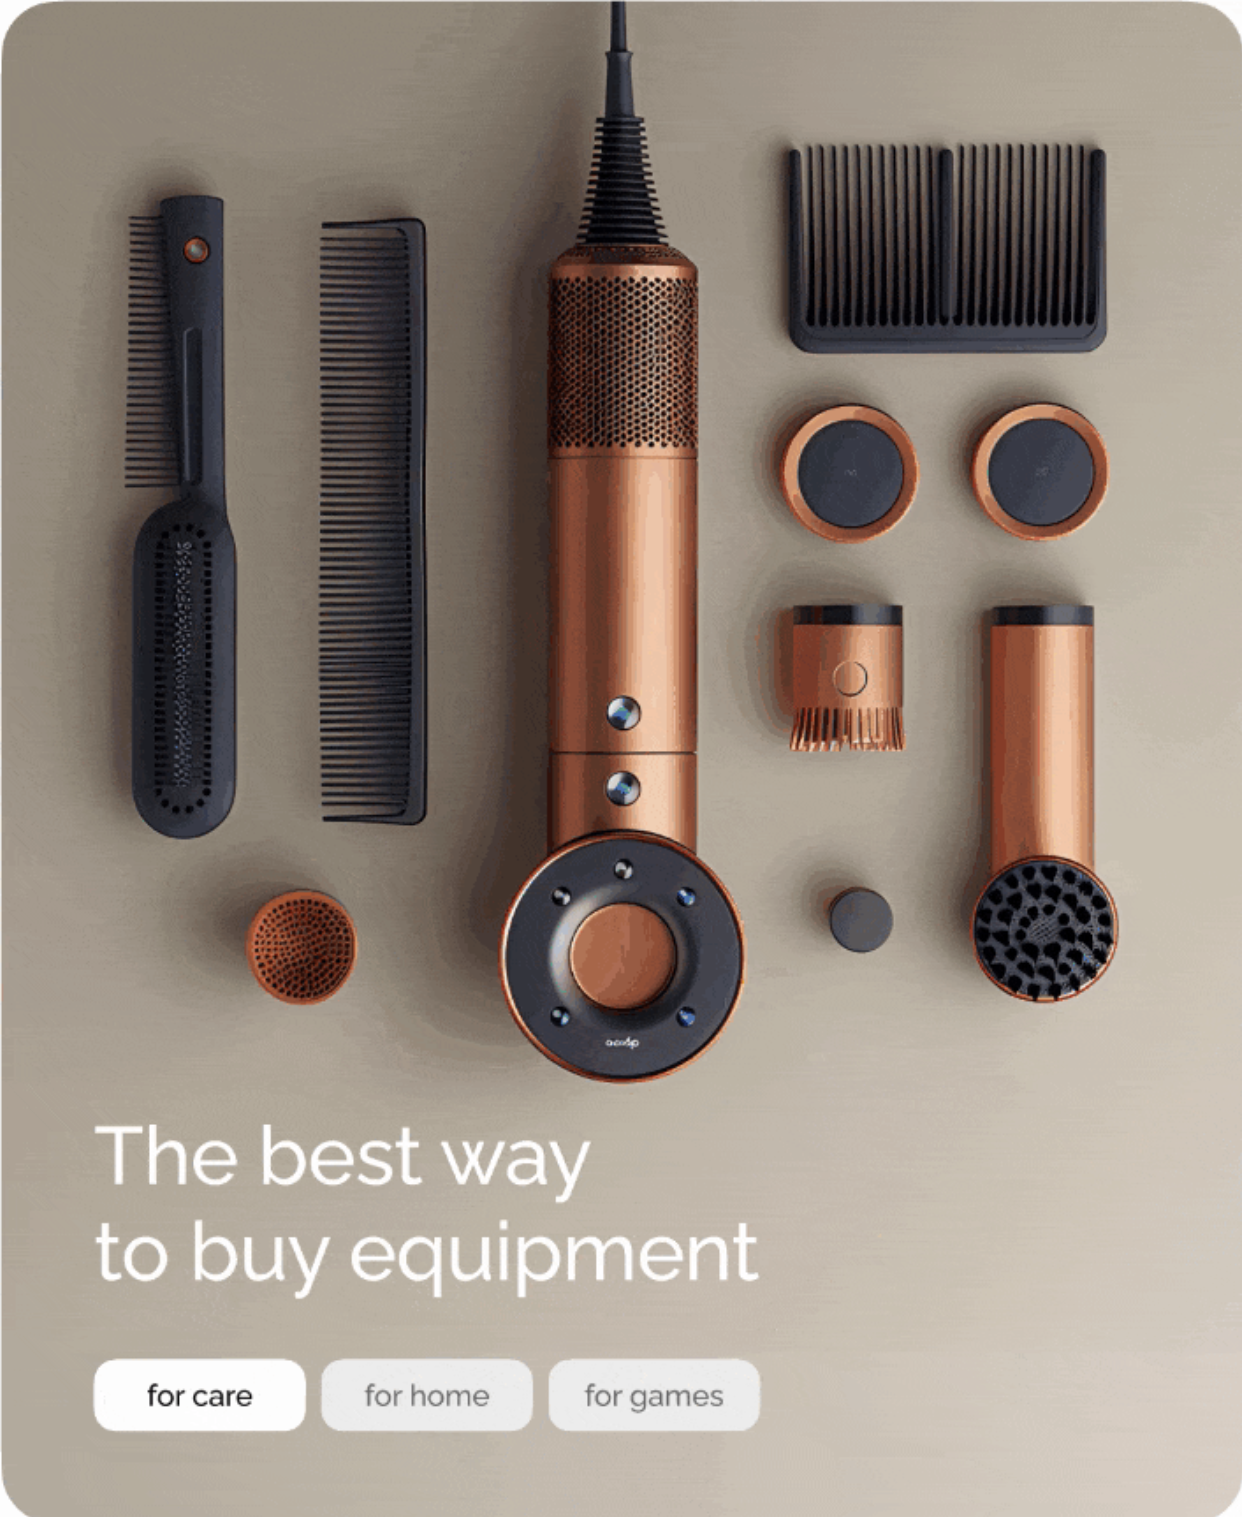 The best way
to buy equipment
for care
for home
for games